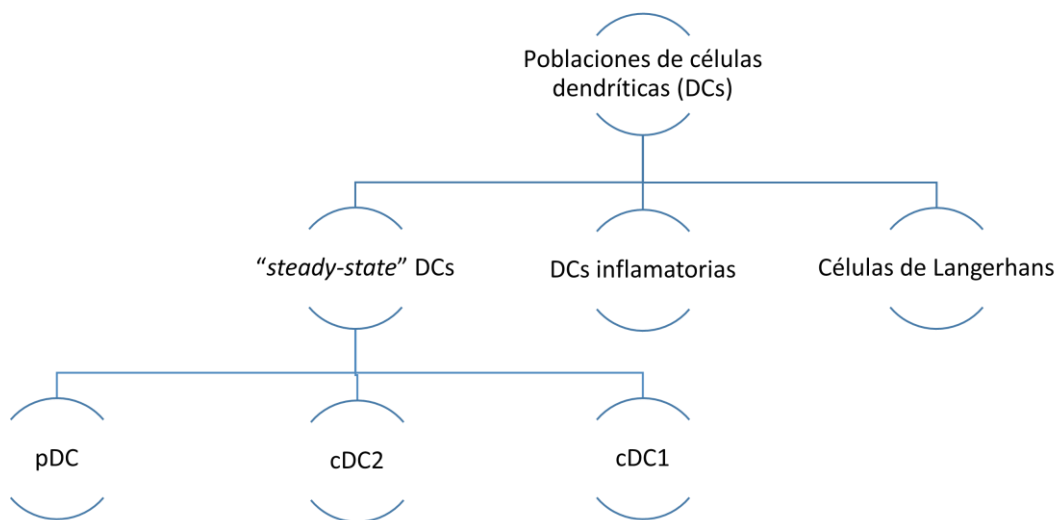 Poblaciones de células
dendríticas (DCs)
“steady-state” DCs
DCs inflamatorias
Células de Langerhans
pDC
cDC2
cDC1